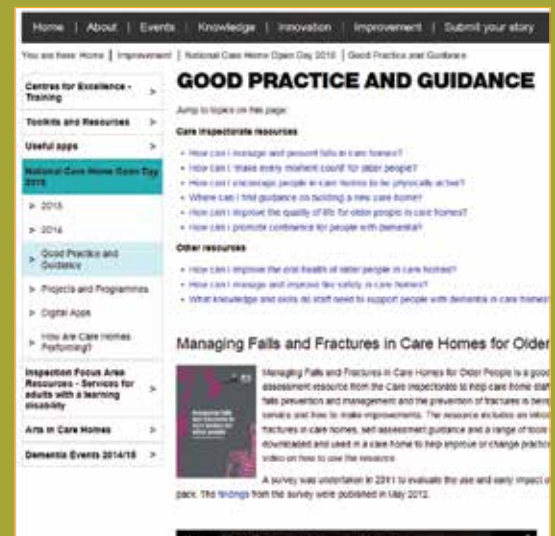 Home | About | Events | Knowledge | Innovation | Improvement | Submit your story
You are here: Home | Improvement | National Care Home Open Day 2015 | Good Practice and Guidance
Centres for Excellence - Training >
Toolkits and Resources >
Useful apps >
National Care Home Open Day 2015
> 2015
> 2014
> Good Practice and Guidance
> Projects and Programmes
> Digital Apps
> How Are Care Homes Performing?
Inspection Focus Area Resources - Services for adults with a learning disability >
Arts in Care Homes >
Dementia Events 2014/15 >
GOOD PRACTICE AND GUIDANCE
Jump to topics on this page:
Care Inspectorate resources
• How can I manage and prevent falls in care homes?
• How can I 'make every moment count' for older people?
• How can I encourage people in care homes to be physically active?
• Where can I find guidance on building a new care home?
• How can I improve the quality of life for older people in care homes?
• How can I promote continence for people with dementia?
Other resources
• How can I improve the oral health of older people in care homes?
• How can I manage and improve fire safety in care homes?
• What knowledge and skills do staff need to support people with dementia in care homes
Managing Falls and Fractures in Care Homes for Older
Managing Falls and Fractures in Care Homes for Older People is a good
assessment resource from the Care Inspectorate to help care home staff
falls prevention and management and the prevention of fractures is being
service and how to make improvements. The resource includes an
fractures in care homes, self assessment guidance and a range of tools
downloaded and used in a care home to help improve or change practice
video on how to use the resource.
A survey was undertaken in 2011 to evaluate the use and early impact of
pack. The findings from the survey were published in May 2012.